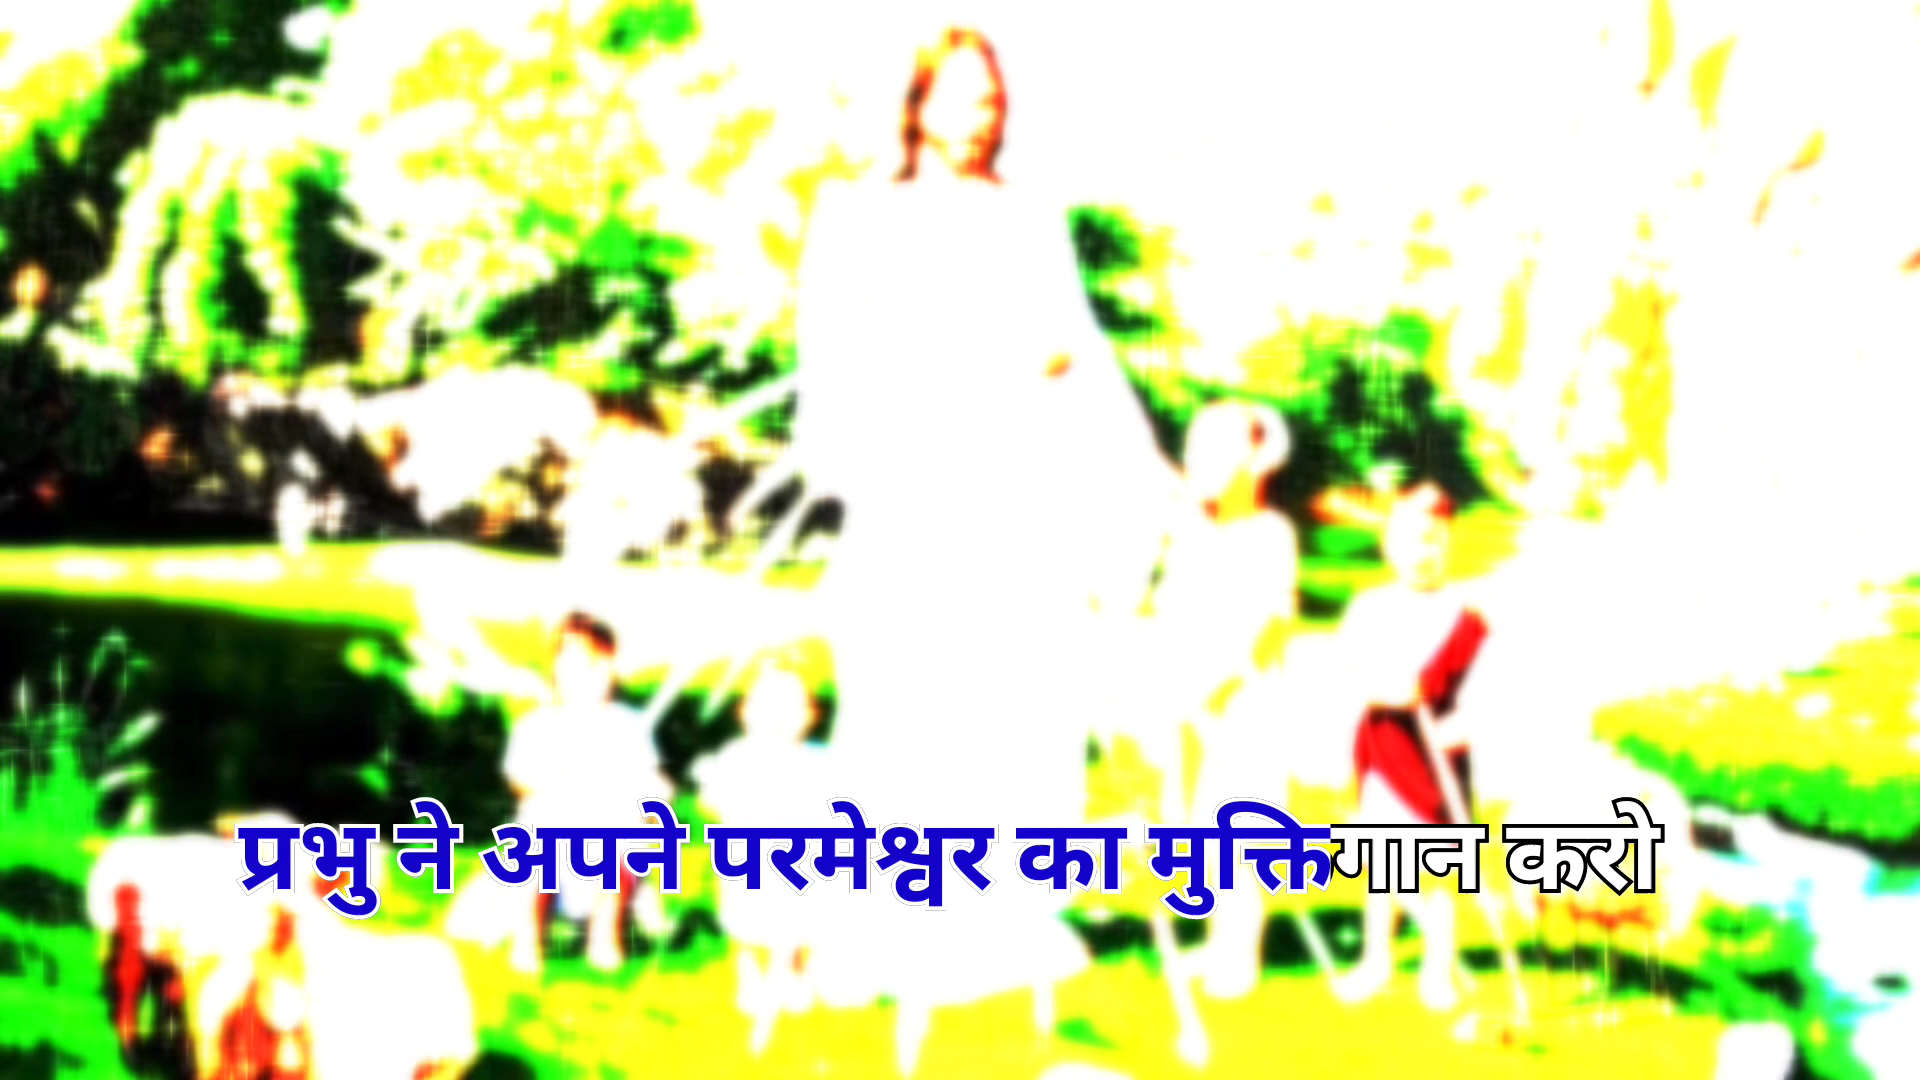 प्रभु ने अपने परमेश्वर का मुक्तिगान करो